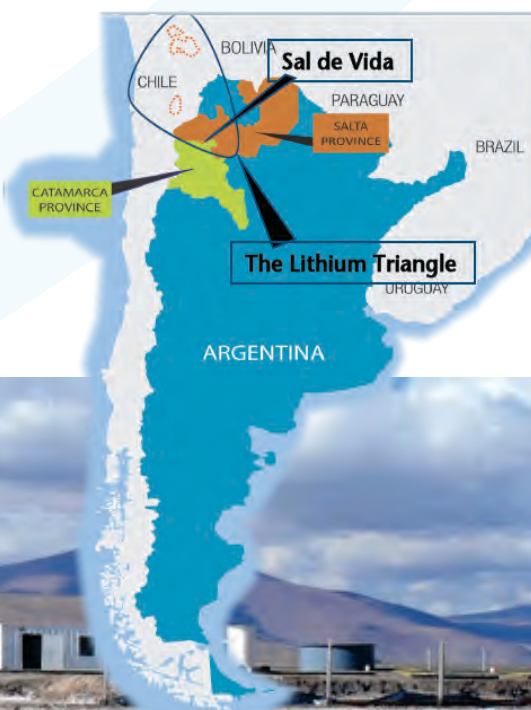 BOLIVIA
Sal de Vida
CHILE
PARAGUAY
SALTA
PROVINCE
BRAZIL
CATAMARCA
PROVINCE
The Lithium Triangle
URUGUAY
ARGENTINA